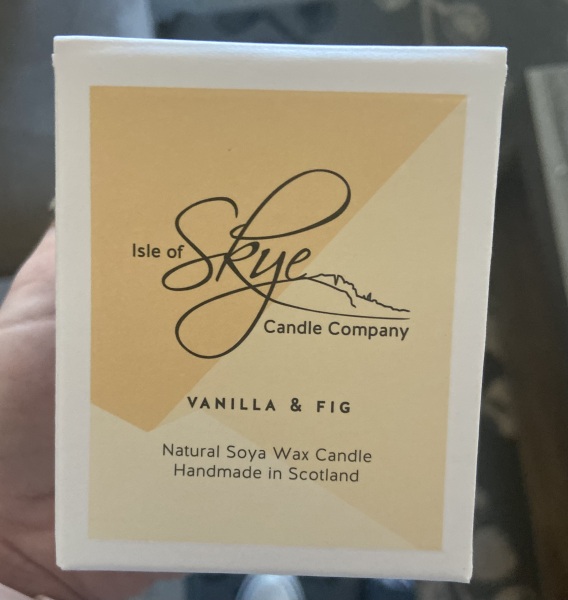 Isle of Skye
Candle Company
VANILLA & FIG
Natural Soya Wax Candle
Handmade in Scotland